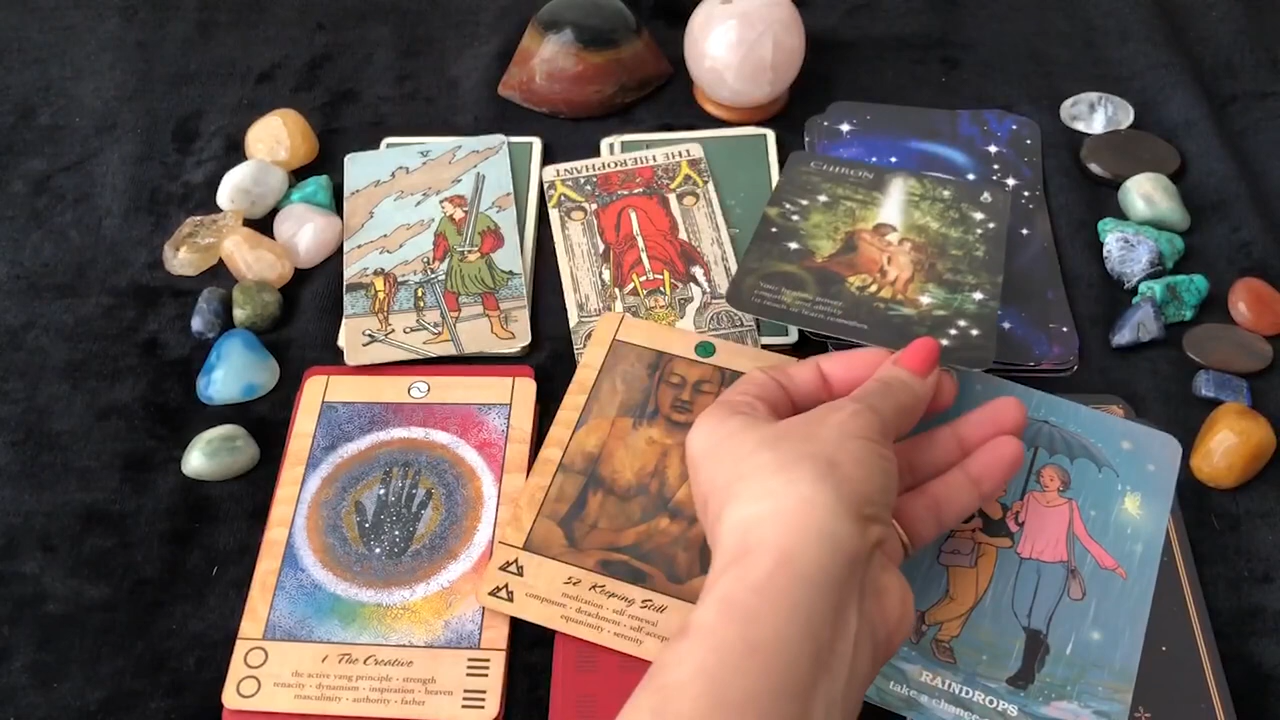 V
THE HIEROPHANT
CHIRON
Your healing power,
empathy and ability
to teach or learn remedies.
1 The Creative
the active yang principle • strength
tenacity • dynamism • inspiration • heaven
masculinity • authority • father
52 Keeping Still
meditation • self-renewal
composure • detachment • self-accep
equanimity • serenity
RAINDROPS
take a chance